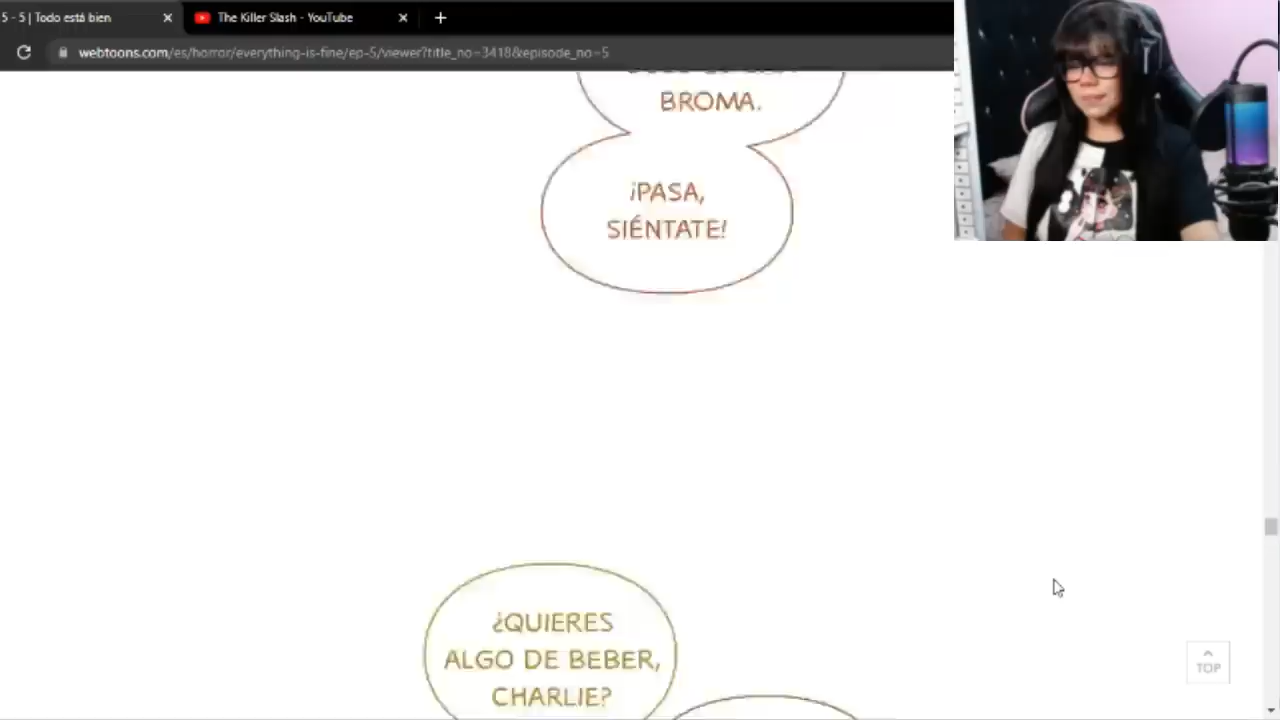 5 - 5 | Todo está bien
The Killer Slash - YouTube
webtoons.com/es/horror/everything-is-fine/ep-5/viewer?title_no=3418&episode_no=5
BROMA.
¡PASA,
SIÉNTATE!
¿QUIERES
ALGO DE BEBER,
CHARLIE?
TOP